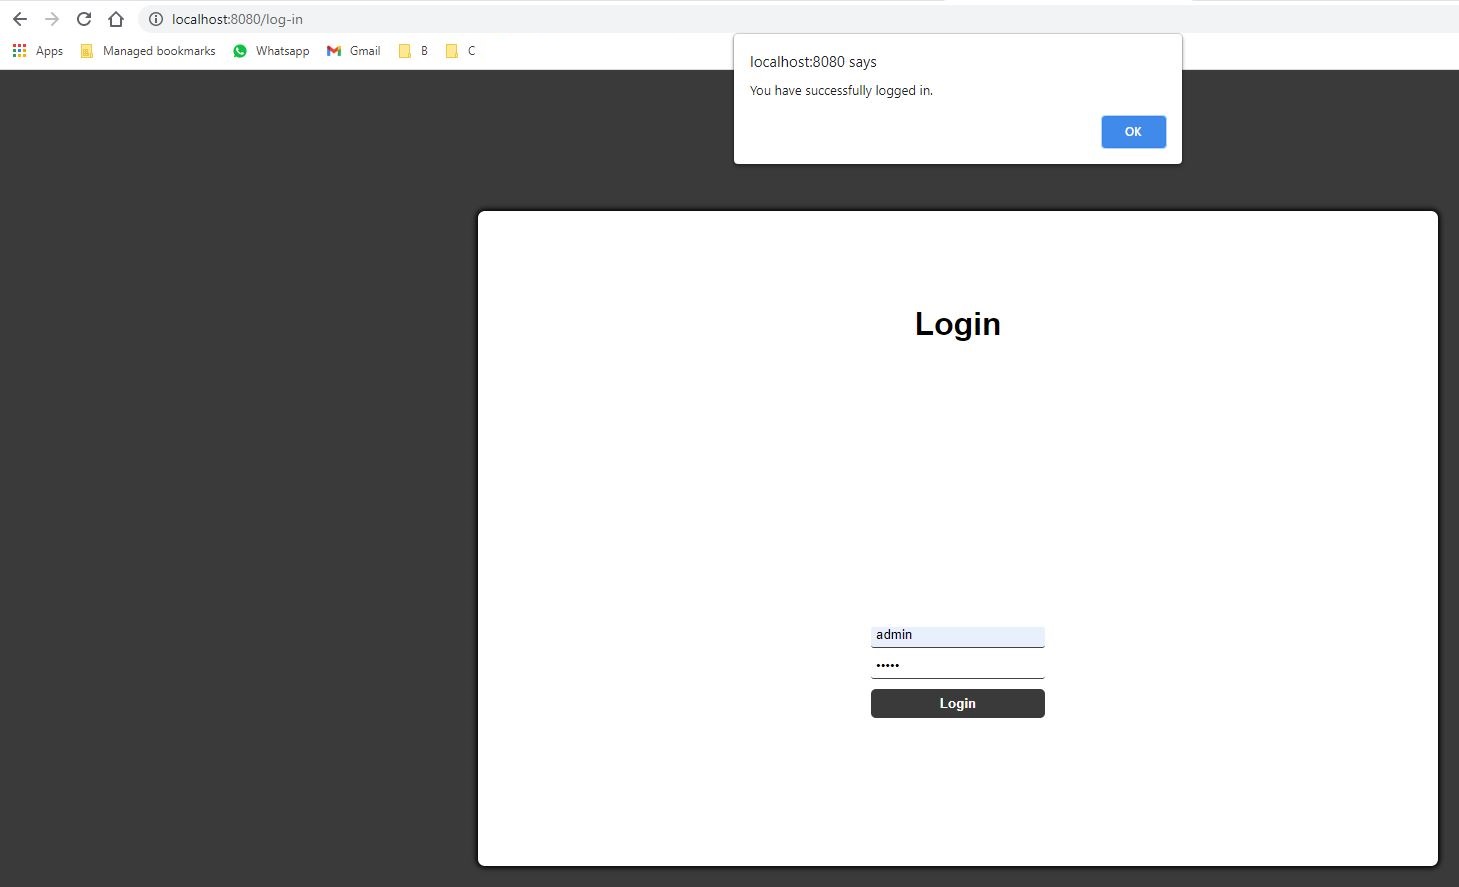 localhost:8080/log-in
Apps Managed bookmarks Whatsapp Gmail B C
localhost:8080 says
You have successfully logged in.
OK
Login
admin
•••••
Login